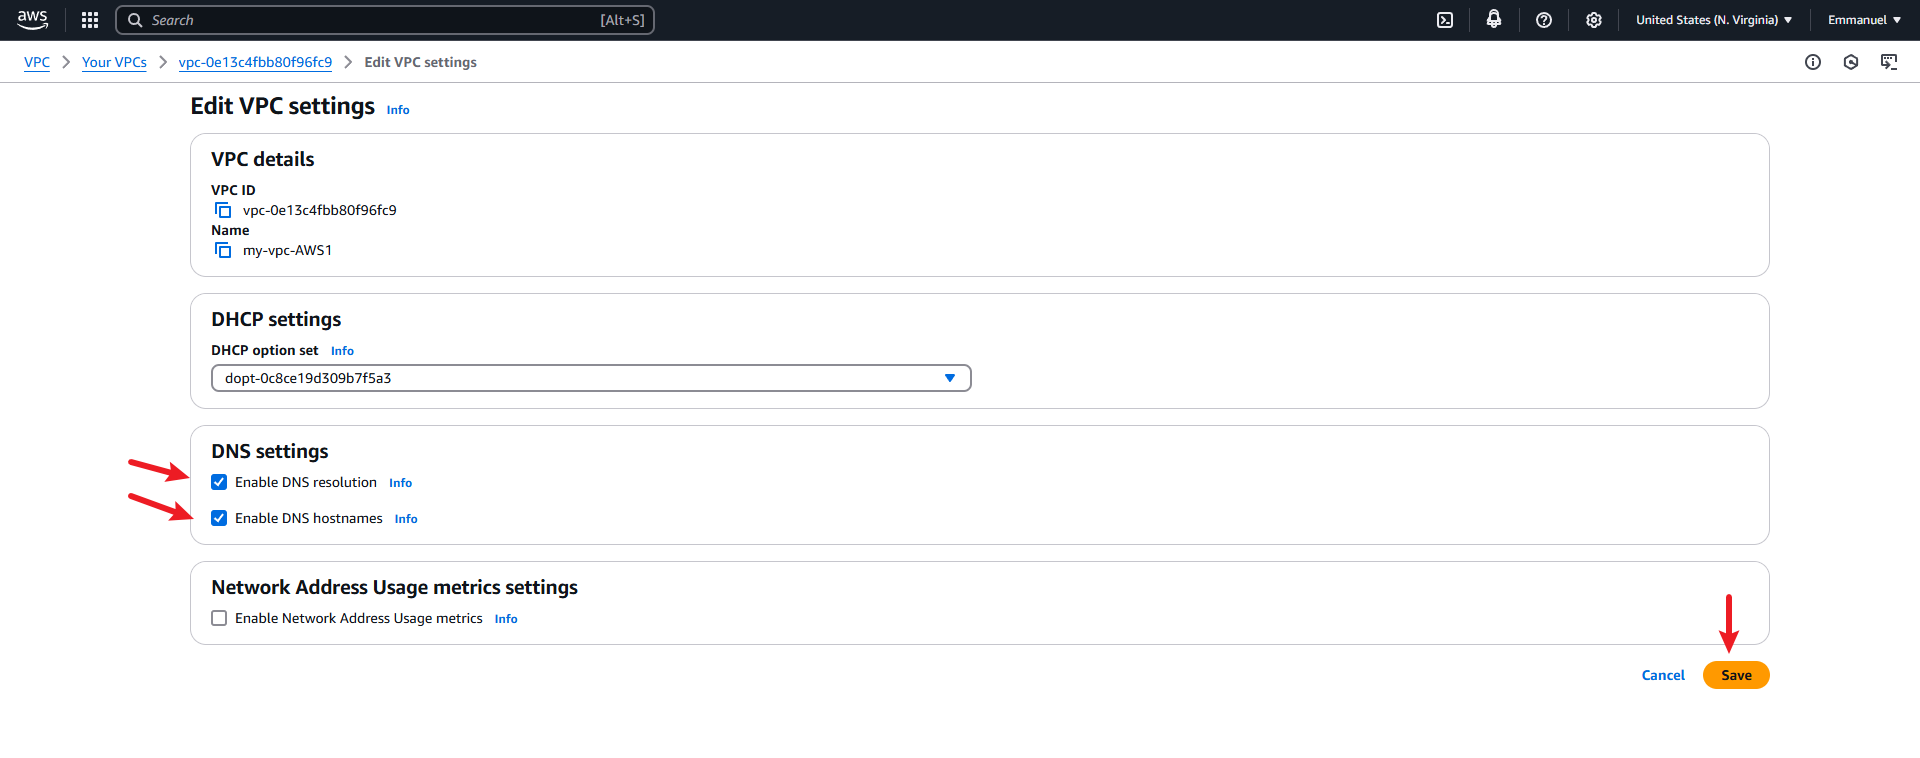 aws Search [Alt+S] United States (N. Virginia) Emmanuel
VPC Your VPCs vpc-0e13c4fbb80f96fc9 Edit VPC settings
Edit VPC settings Info
VPC details
VPC ID
vpc-0e13c4fbb80f96fc9
Name
my-vpc-AWS1
DHCP settings
DHCP option set Info
dopt-0c8ce19d309b7f5a3
DNS settings
Enable DNS resolution Info
Enable DNS hostnames Info
Network Address Usage metrics settings
Enable Network Address Usage metrics Info
Cancel Save